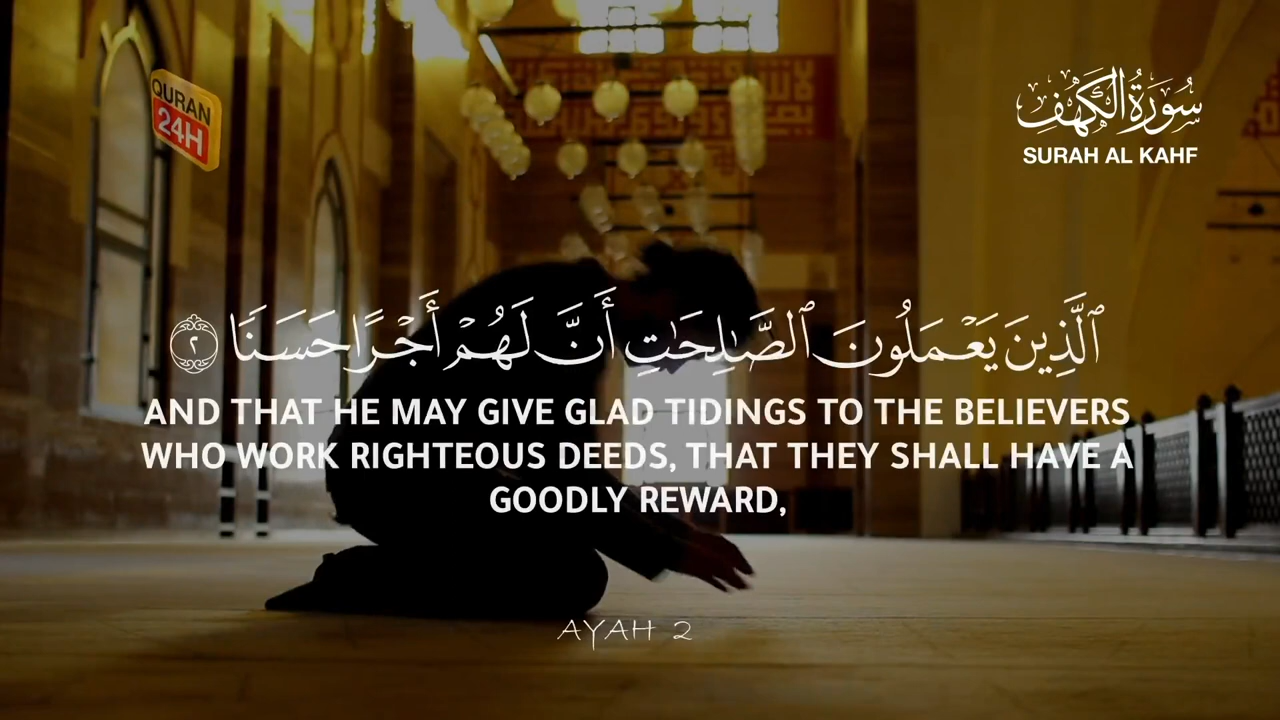 QURAN
24H
سُورَةُ الكَهْفِ
SURAH AL KAHF
ٱلَّذِينَ يَعْمَلُونَ ٱلصَّٰلِحَٰتِ أَنَّ لَهُمْ أَجْرًا حَسَنًا ٢
AND THAT HE MAY GIVE GLAD TIDINGS TO THE BELIEVERS
WHO WORK RIGHTEOUS DEEDS, THAT THEY SHALL HAVE A
GOODLY REWARD,
AYAH 2